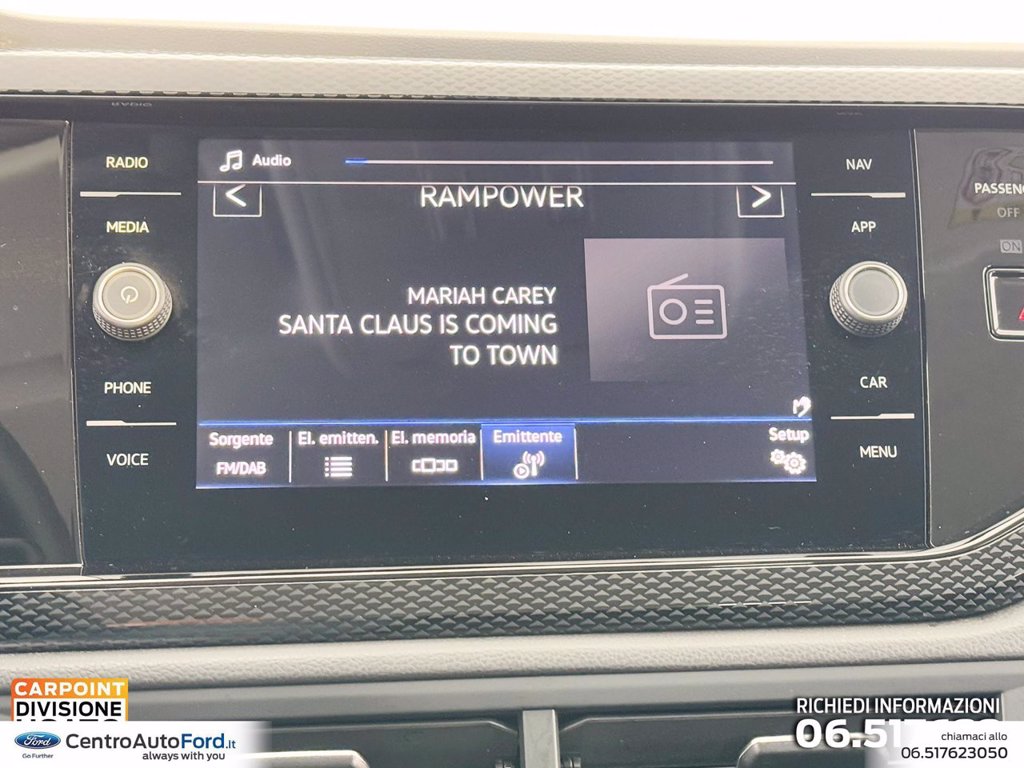 RADIO
MEDIA
PHONE
VOICE
Audio
RAMPOWER
MARIAH CAREY
SANTA CLAUS IS COMING
TO TOWN
Sorgente
FM/DAB
El. emitten.
El. memoria
Emittente
Setup
NAV
APP
CAR
MENU
OFF
ON
CARPOINT
DIVISIONE
Ford
Go Further
CentroAutoFord.it
always with you
RICHIEDI INFORMAZIONI
chiamaci allo
06.517623050